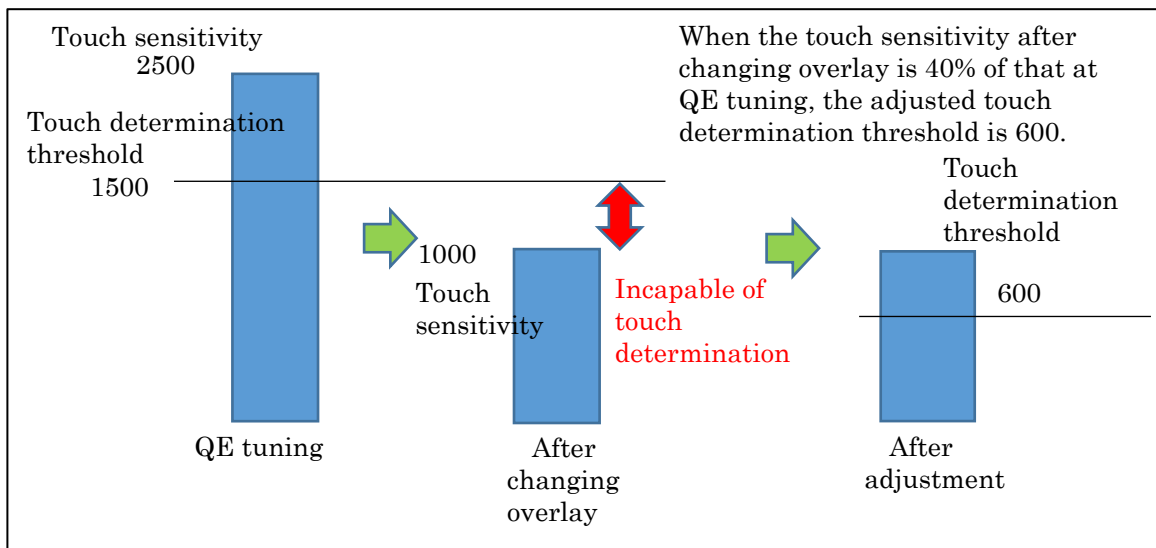 Touch sensitivity
2500
Touch determination
threshold
1500
QE tuning
1000
Touch
sensitivity
After
changing
overlay
Incapable of
touch
determination
When the touch sensitivity after
changing overlay is 40% of that at
QE tuning, the adjusted touch
determination threshold is 600.
Touch
determination
threshold
600
After
adjustment